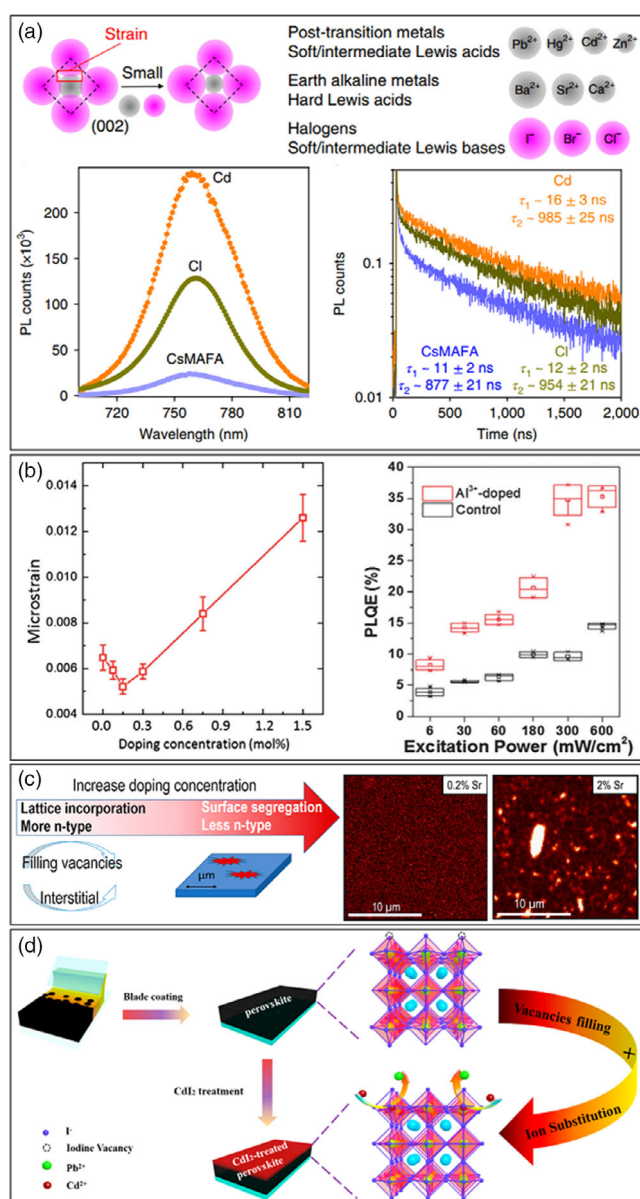 (a)
Strain
Small
(002)
Post-transition metals
Soft/intermediate Lewis acids
Pb²⁺ Hg²⁺ Cd²⁺ Zn²⁺
Earth alkaline metals
Hard Lewis acids
Ba²⁺ Sr²⁺ Ca²⁺
Halogens
Soft/intermediate Lewis bases
I⁻ Br⁻ Cl⁻
PL counts (×10³)
250
200
150
100
50
0
Cd
Cl
CsMAFA
720 760 780 820
Wavelength (nm)
PL counts
0.1
0.01
Cd
τ₁ ~ 16 ± 3 ns
τ₂ ~ 985 ± 25 ns
CsMAFA
τ₁ ~ 11 ± 2 ns
τ₂ ~ 877 ± 21 ns
Cl
τ₁ ~ 12 ± 2 ns
τ₂ ~ 954 ± 21 ns
0 500 1,000 1,500 2,000
Time (ns)
(b)
Microstrain
0.014
0.012
0.010
0.008
0.006
0.004
0.0 0.3 0.6 0.9 1.2 1.5
Doping concentration (mol%)
PLQE (%)
40
35
30
25
20
15
10
5
0
Al³⁺-doped
Control
6 30 60 180 300 600
Excitation Power (mW/cm²)
(c)
Increase doping concentration
Lattice incorporation
More n-type
Surface segregation
Less n-type
Filling vacancies
Interstitial
μm
0.2% Sr
10 μm
2% Sr
10 μm
(d)
Blade coating
perovskite
CdI₂ treatment
CdI₂-treated
perovskite
Vacancies filling
+
Ion Substitution
I⁻
Iodine Vacancy
Pb²⁺
Cd²⁺